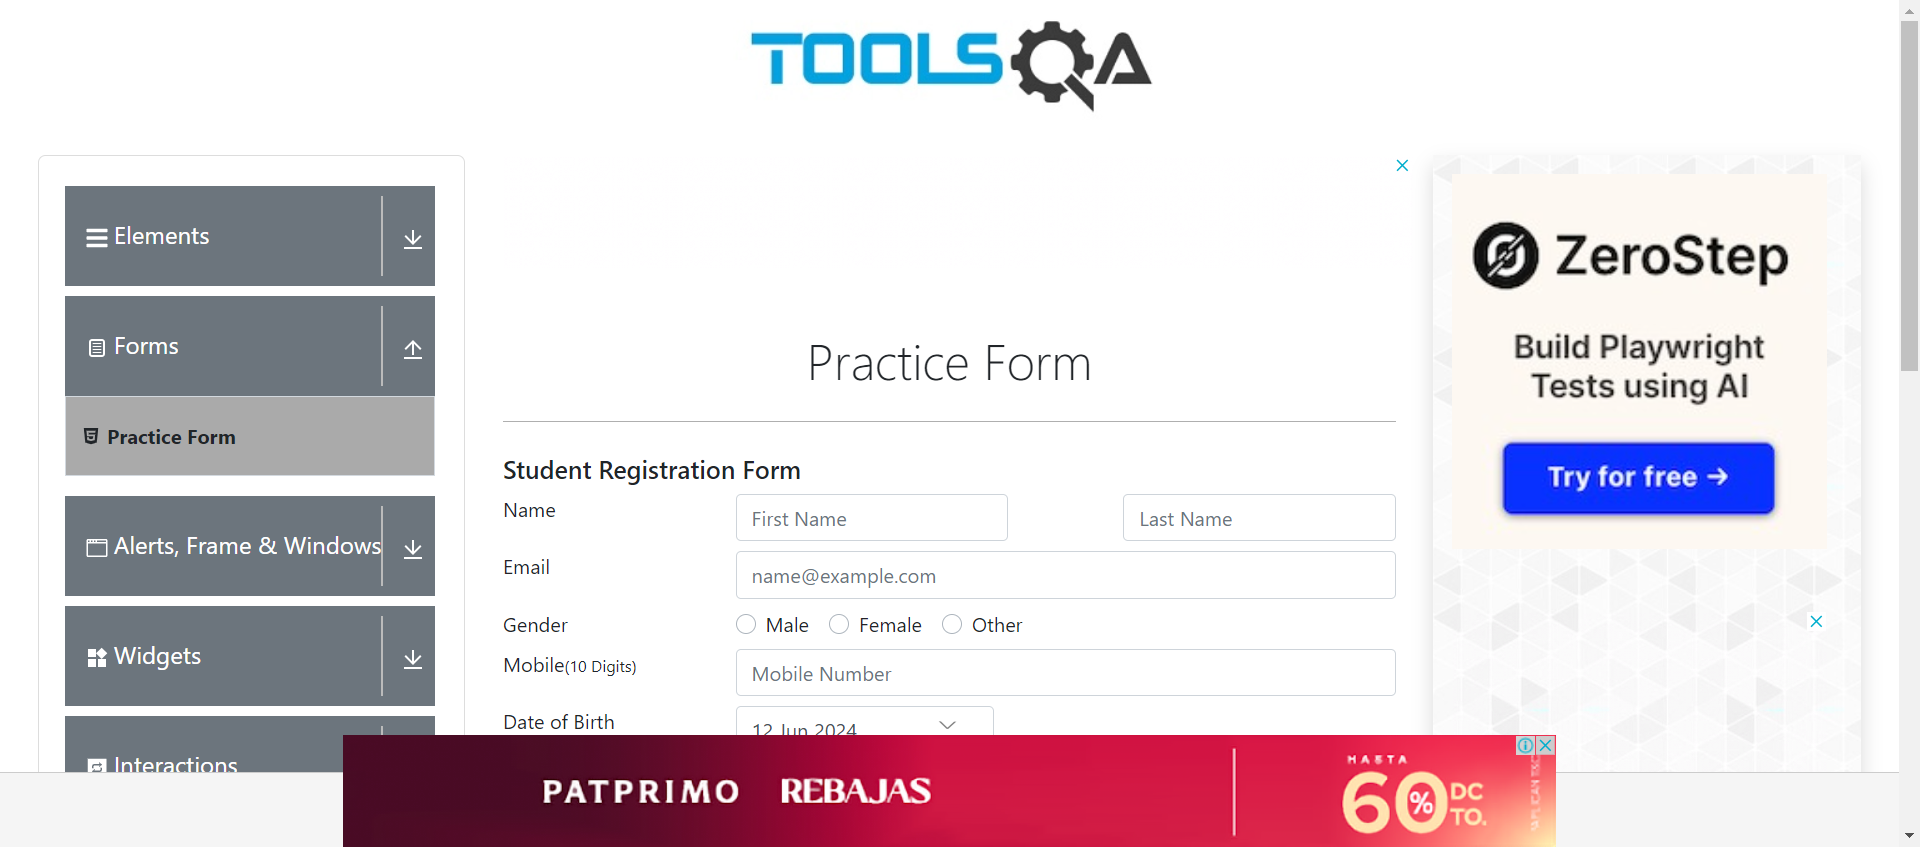 TOOLSQA
Elements
Forms
Practice Form
Alerts, Frame & Windows
Widgets
Interactions
Practice Form
Student Registration Form
Name
First Name
Last Name
Email
name@example.com
Gender
Male
Female
Other
Mobile(10 Digits)
Mobile Number
Date of Birth
12 Jun 2024
ZeroStep
Build Playwright
Tests using AI
Try for free →
PATPRIMO REBAJAS
HASTA
60% DC
TO.